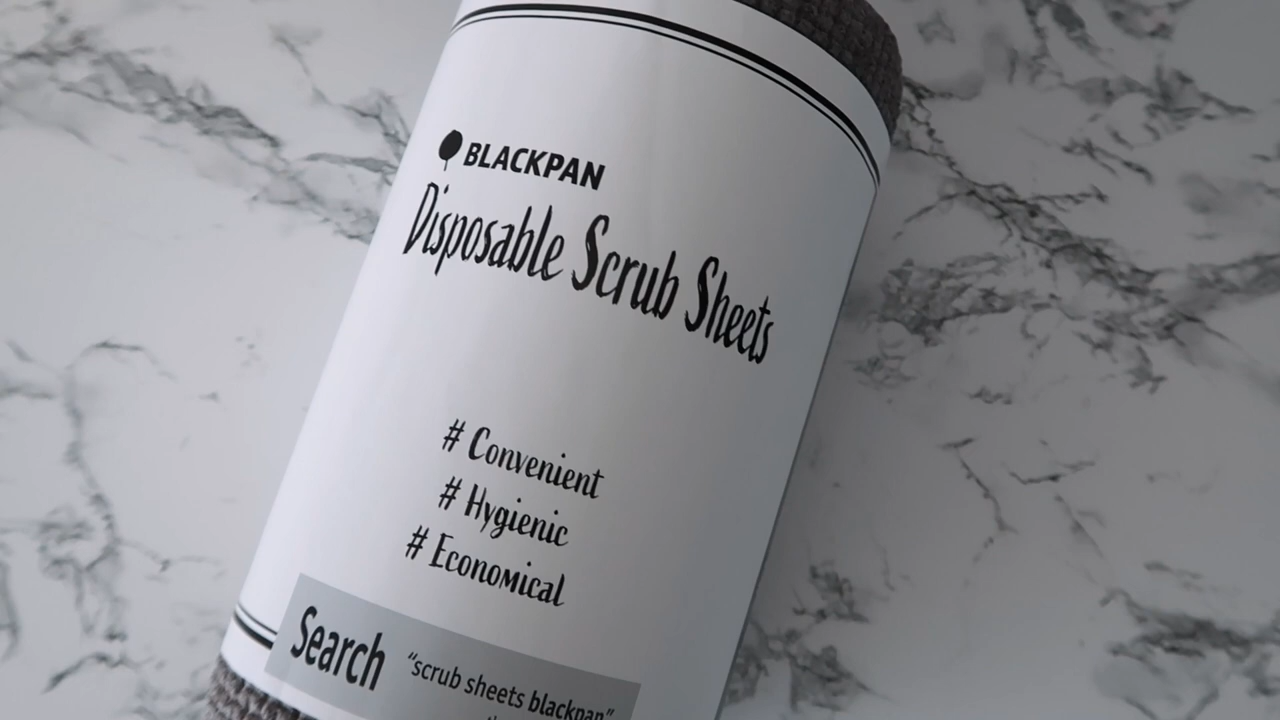 BLACKPAN
Disposable Scrub Sheets
# Convenient
# Hygienic
# Economical
Search
"scrub sheets blackpan"